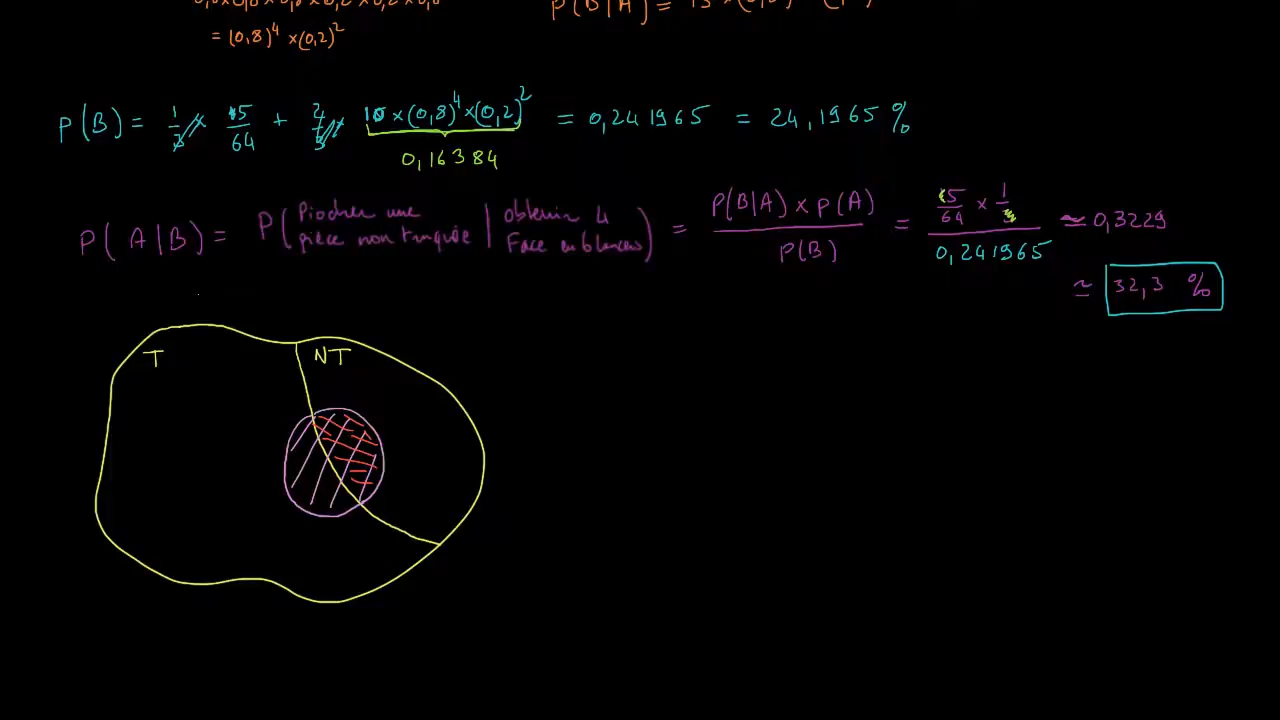 = (0,8)⁴ × (0,2)²
P(B|A) =
P(B) = 1/3 × 15/64 + 2/3 × 15 × (0,8)⁴ × (0,2)² = 0,241965 = 24,1965 %
0,16384
P(A|B) = P(Piocher une pièce non truquée | obtenir 4 Face en 6 lancers) = P(B|A) × P(A) / P(B) = 15/64 × 1/3 / 0,241965 ≃ 0,3229
≃ 32,3 %
T NT